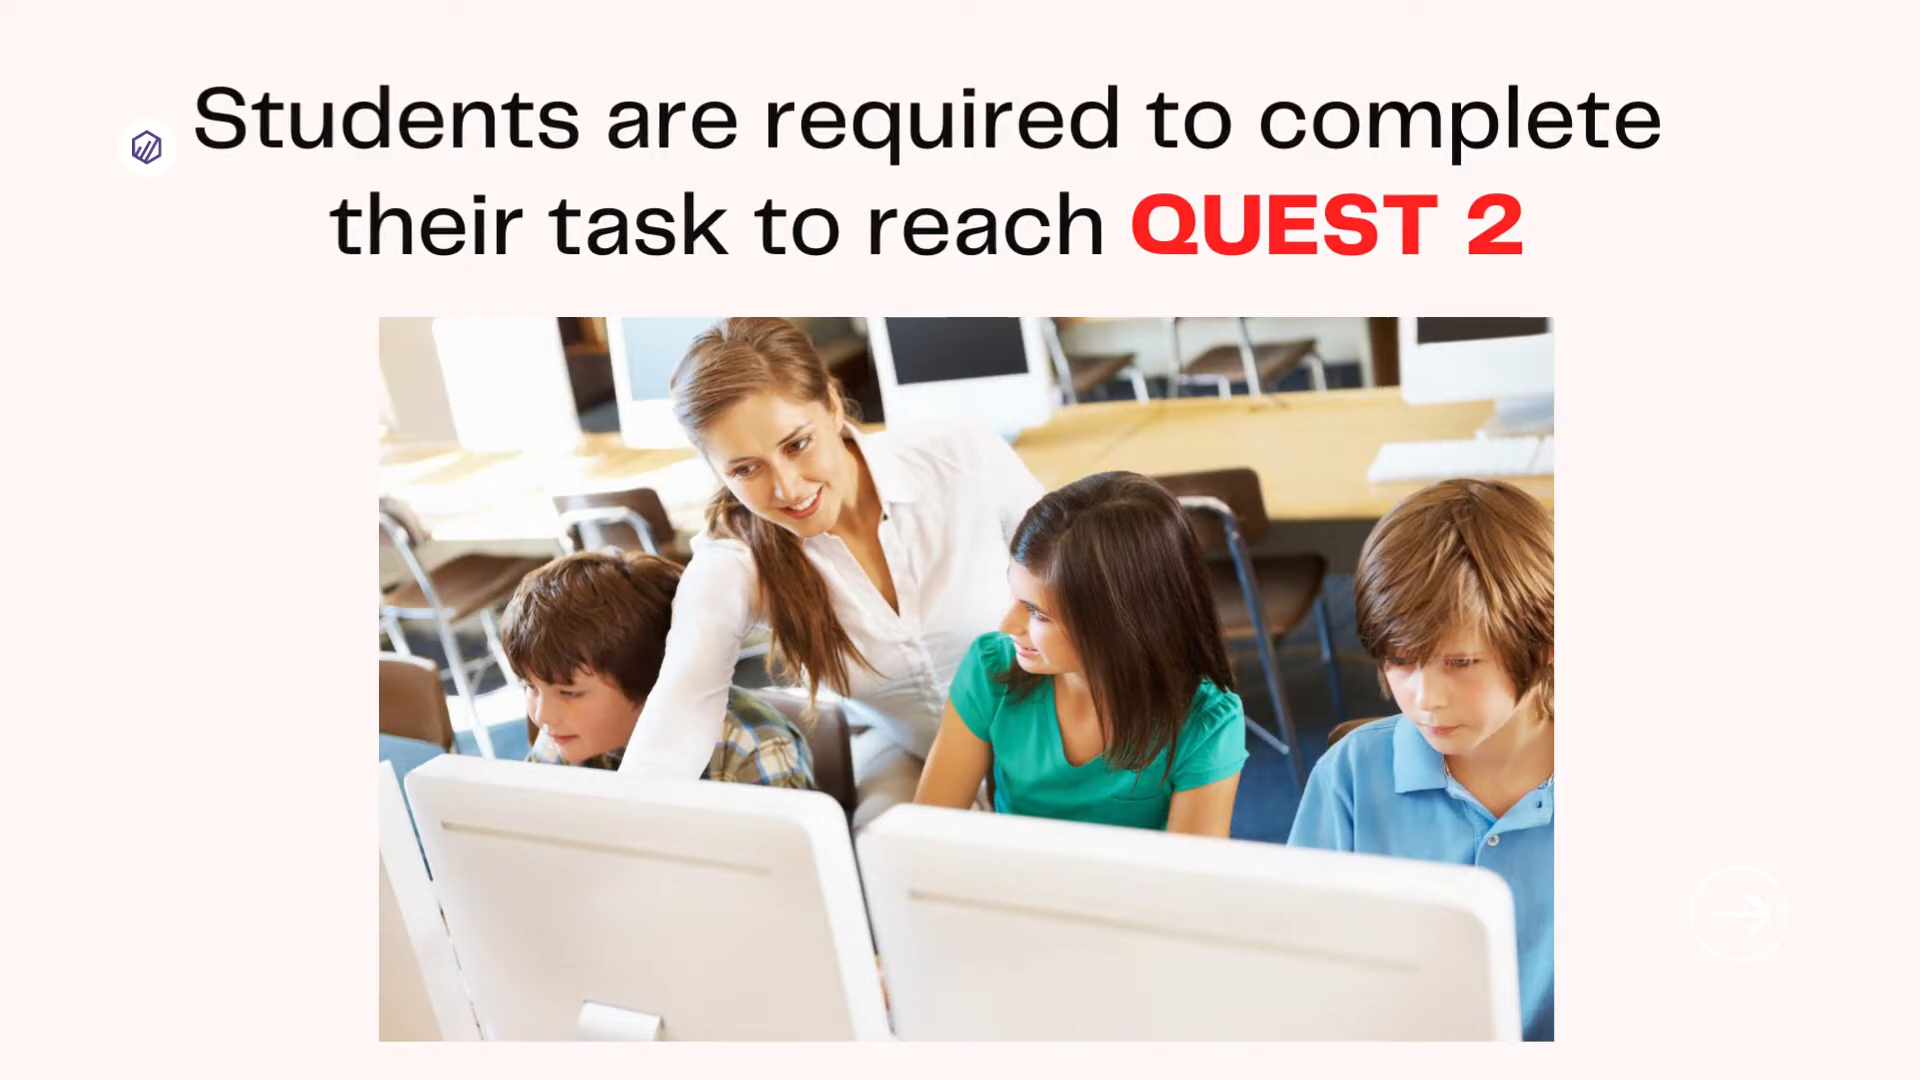 Students are required to complete
their task to reach QUEST 2